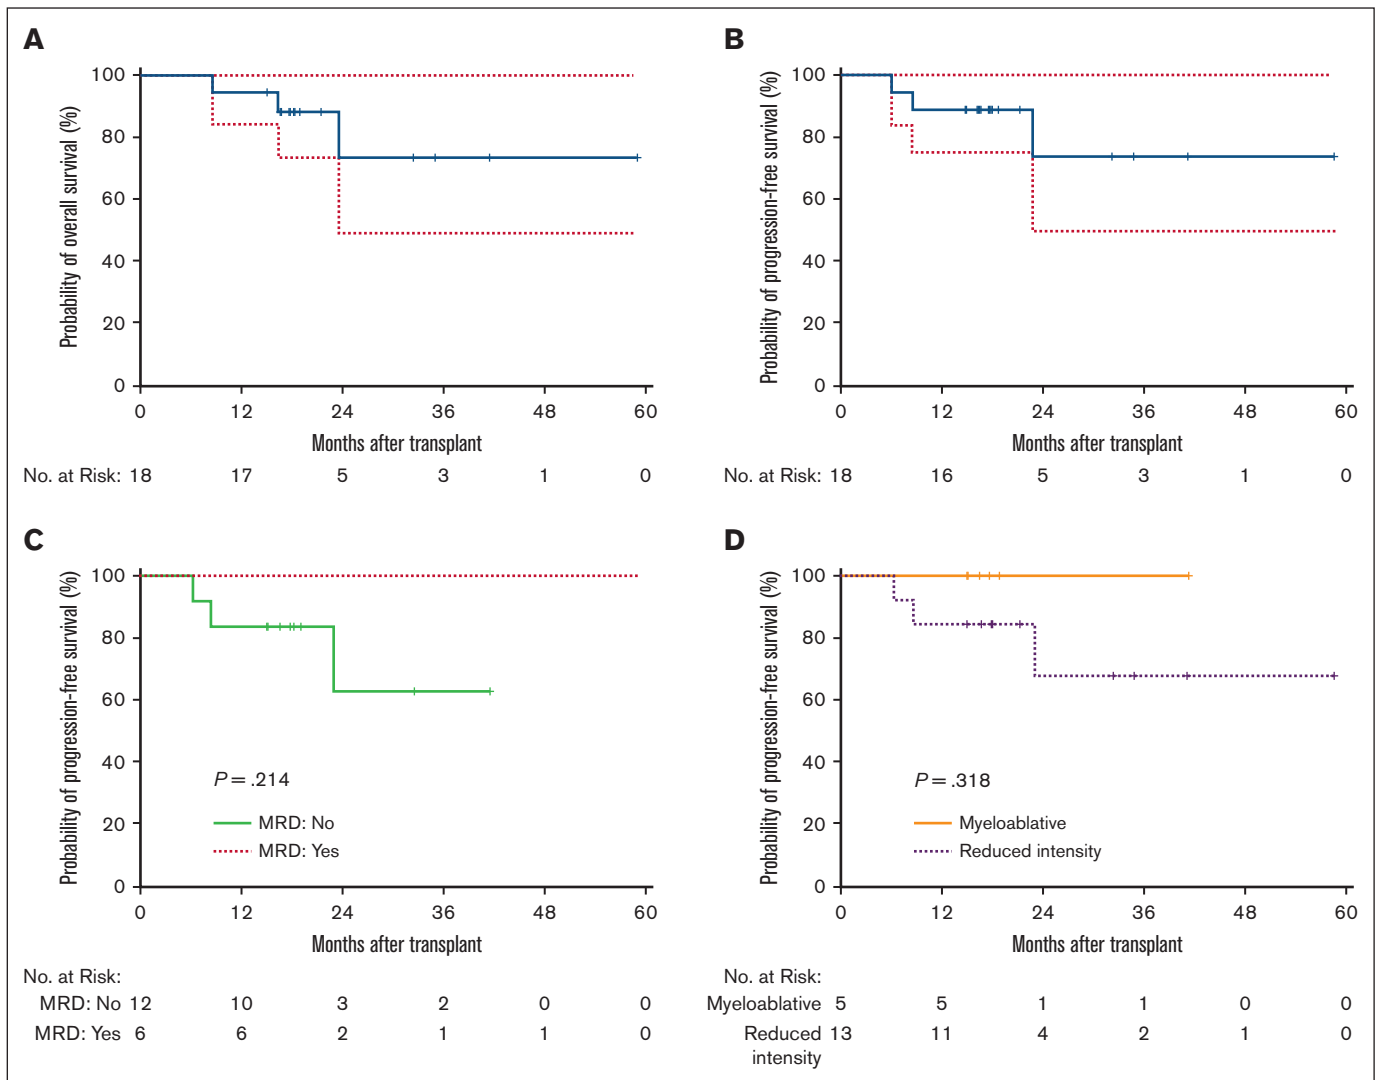 A
Probability of overall survival (%)
100
80
60
40
20
0
0 12 24 36 48 60
Months after transplant
No. at Risk: 18 17 5 3 1 0
B
Probability of progression-free survival (%)
100
80
60
40
20
0
0 12 24 36 48 60
Months after transplant
No. at Risk: 18 16 5 3 1 0
C
Probability of progression-free survival (%)
100
80
60
40
20
0
P = .214
MRD: No
MRD: Yes
0 12 24 36 48 60
Months after transplant
No. at Risk:
MRD: No 12 10 3 2 0 0
MRD: Yes 6 6 2 1 1 0
D
Probability of progression-free survival (%)
100
80
60
40
20
0
P = .318
Myeloablative
Reduced intensity
0 12 24 36 48 60
Months after transplant
No. at Risk:
Myeloablative 5 5 1 1 0 0
Reduced 13 11 4 2 1 0
intensity